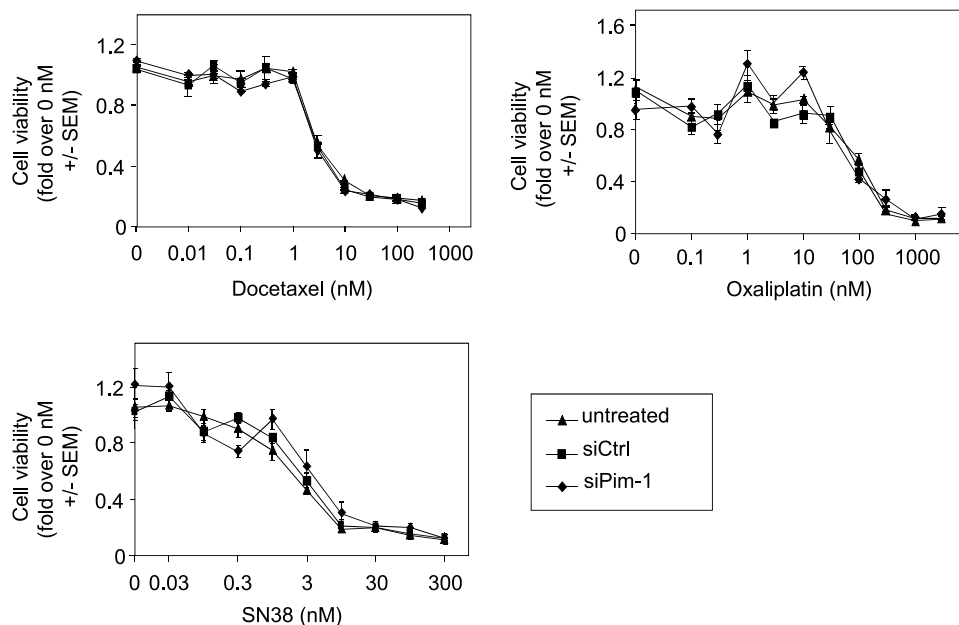 Cell viability
(fold over 0 nM
+/- SEM)
1.2
0.8
0.4
0
0 0.01 0.1 1 10 100 1000
Docetaxel (nM)
Cell viability
(fold over 0 nM
+/- SEM)
1.6
1.2
0.8
0.4
0
0 0.1 1 10 100 1000
Oxaliplatin (nM)
Cell viability
(fold over 0 nM
+/- SEM)
1.2
0.8
0.4
0
0 0.03 0.3 3 30 300
SN38 (nM)
untreated
siCtrl
siPim-1